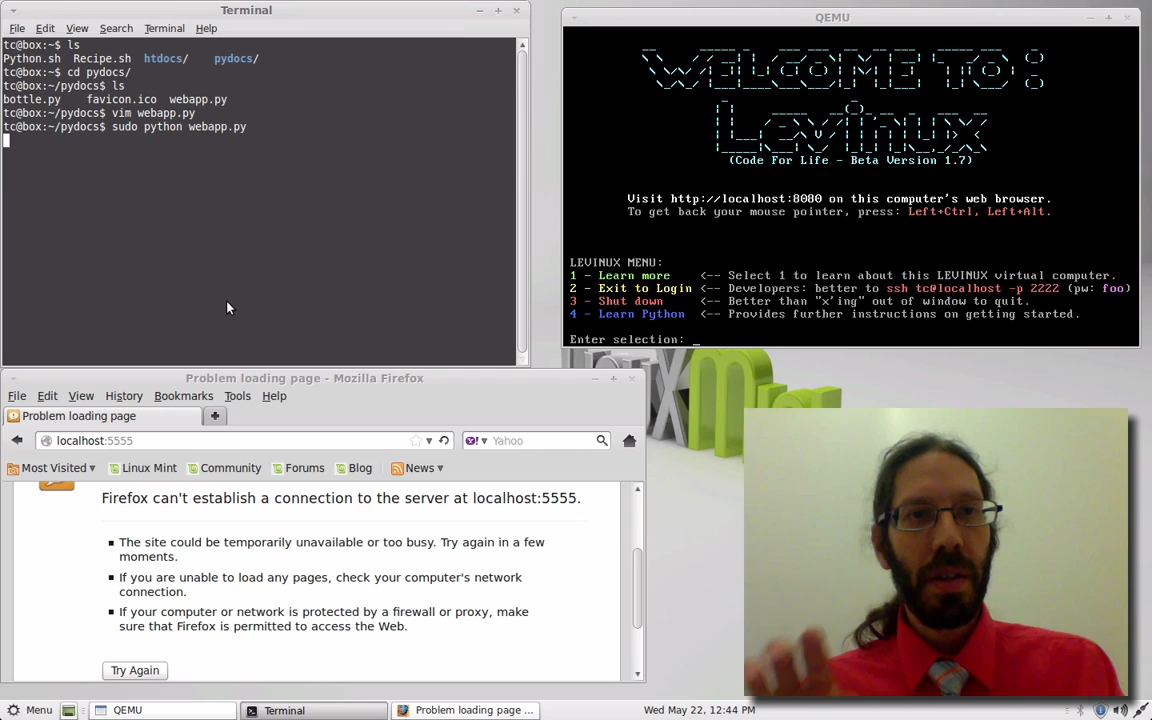 Terminal
File Edit View Search Terminal Help
tc@box:~$ ls
Python.sh Recipe.sh htdocs/ pydocs/
tc@box:~$ cd pydocs/
tc@box:~/pydocs$ ls
bottle.py favicon.ico webapp.py
tc@box:~/pydocs$ vim webapp.py
tc@box:~/pydocs$ sudo python webapp.py
QEMU
WELCOME TO:
Levinux
(Code For Life - Beta Version 1.7)
Visit http://localhost:8080 on this computer's web browser.
To get back your mouse pointer, press: Left+Ctrl, Left+Alt.
LEVINUX MENU:
1 - Learn more <-- Select 1 to learn about this LEVINUX virtual computer.
2 - Exit to Login <-- Developers: better to ssh tc@localhost -p 2222 (pw: foo)
3 - Shut down <-- Better than "x'ing" out of window to quit.
4 - Learn Python <-- Provides further instructions on getting started.
Enter selection: _
Problem loading page - Mozilla Firefox
File Edit View History Bookmarks Tools Help
Problem loading page
localhost:5555
Yahoo
Most Visited Linux Mint Community Forums Blog News
Firefox can't establish a connection to the server at localhost:5555.
The site could be temporarily unavailable or too busy. Try again in a few
moments.
If you are unable to load any pages, check your computer's network
connection.
If your computer or network is protected by a firewall or proxy, make
sure that Firefox is permitted to access the Web.
Try Again
Menu QEMU Terminal Problem loading page ... Wed May 22, 12:44 PM